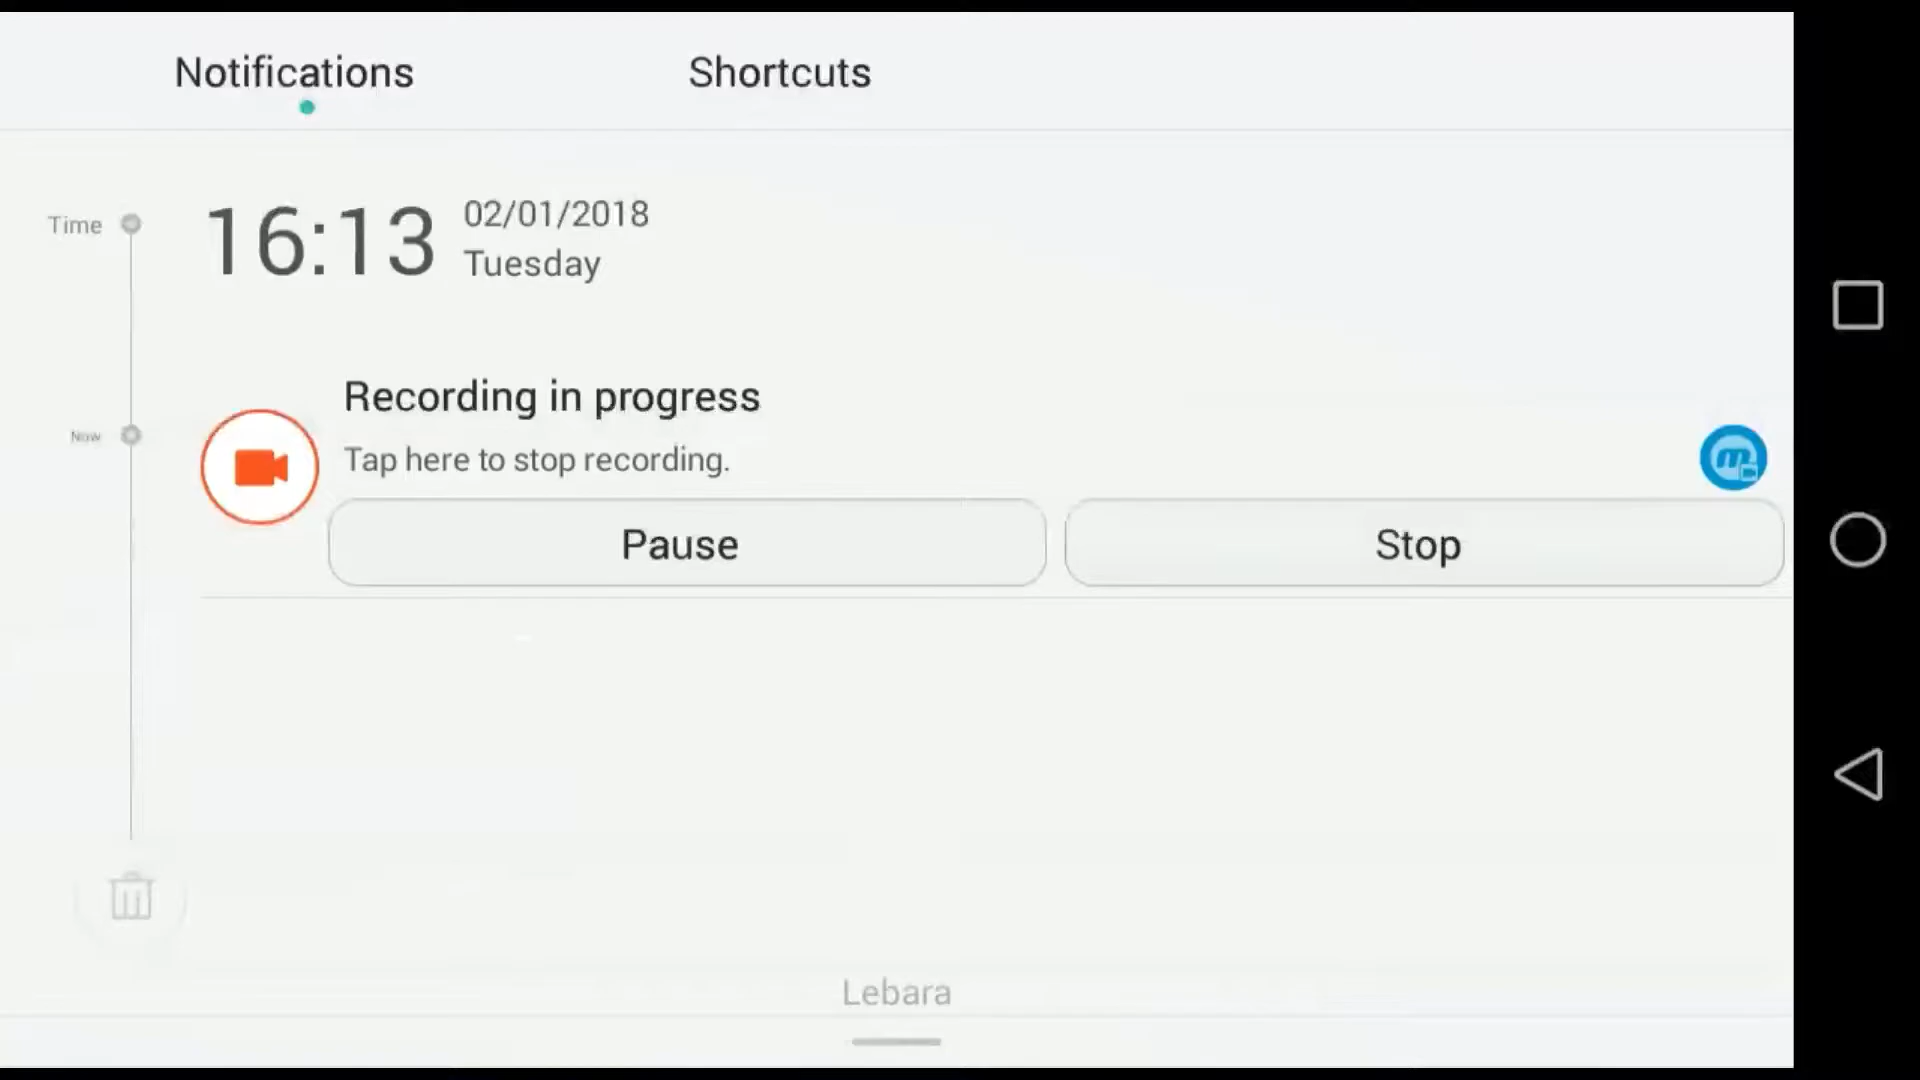 Notifications
Shortcuts
Time
16:13
02/01/2018
Tuesday
Now
Recording in progress
Tap here to stop recording.
m
Pause
Stop
Lebara